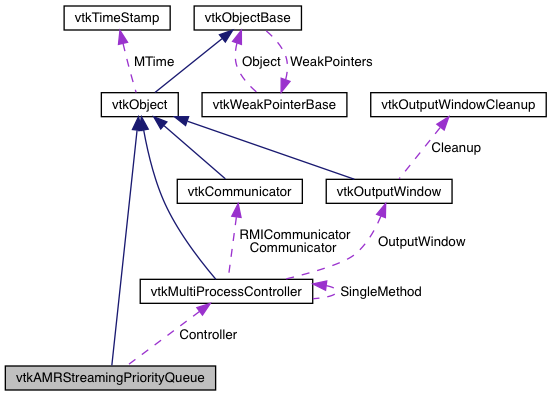 vtkTimeStamp
vtkObjectBase
MTime
Object
WeakPointers
vtkObject
vtkWeakPointerBase
vtkOutputWindowCleanup
Cleanup
vtkCommunicator
vtkOutputWindow
RMICommunicator
Communicator
OutputWindow
vtkMultiProcessController
SingleMethod
Controller
vtkAMRStreamingPriorityQueue